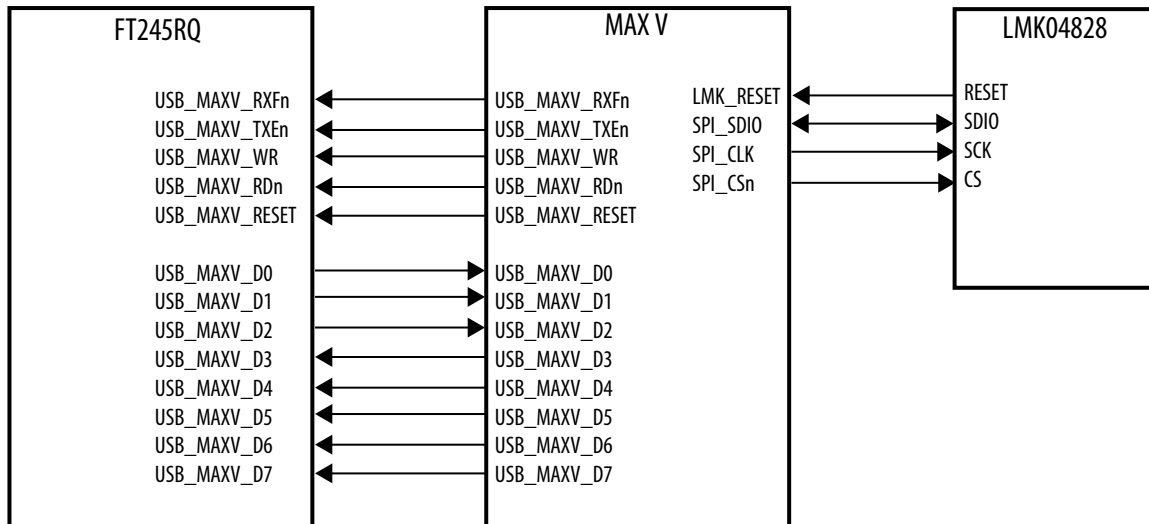 FT245RQ
USB_MAXV_RXFn
USB_MAXV_TXEn
USB_MAXV_WR
USB_MAXV_RDn
USB_MAXV_RESET
USB_MAXV_D0
USB_MAXV_D1
USB_MAXV_D2
USB_MAXV_D3
USB_MAXV_D4
USB_MAXV_D5
USB_MAXV_D6
USB_MAXV_D7
MAX V
USB_MAXV_RXFn
USB_MAXV_TXEn
USB_MAXV_WR
USB_MAXV_RDn
USB_MAXV_RESET
USB_MAXV_D0
USB_MAXV_D1
USB_MAXV_D2
USB_MAXV_D3
USB_MAXV_D4
USB_MAXV_D5
USB_MAXV_D6
USB_MAXV_D7
LMK_RESET
SPI_SDIO
SPI_CLK
SPI_CSn
LMK04828
RESET
SDIO
SCK
CS